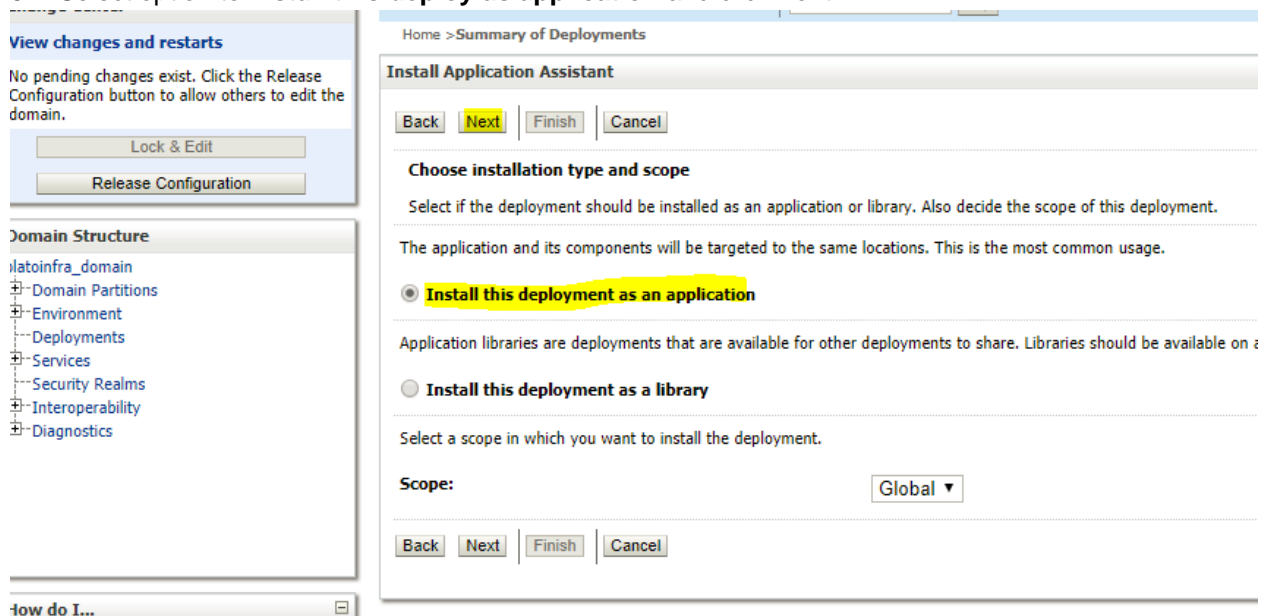 View changes and restarts
No pending changes exist. Click the Release
Configuration button to allow others to edit the
domain.
Lock & Edit
Release Configuration
Domain Structure
platoinfra_domain
Domain Partitions
Environment
Deployments
Services
Security Realms
Interoperability
Diagnostics
How do I...
Home >Summary of Deployments
Install Application Assistant
Back Next Finish Cancel
Choose installation type and scope
Select if the deployment should be installed as an application or library. Also decide the scope of this deployment.
The application and its components will be targeted to the same locations. This is the most common usage.
Install this deployment as an application
Application libraries are deployments that are available for other deployments to share. Libraries should be available on a
Install this deployment as a library
Select a scope in which you want to install the deployment.
Scope:
Global
Back Next Finish Cancel